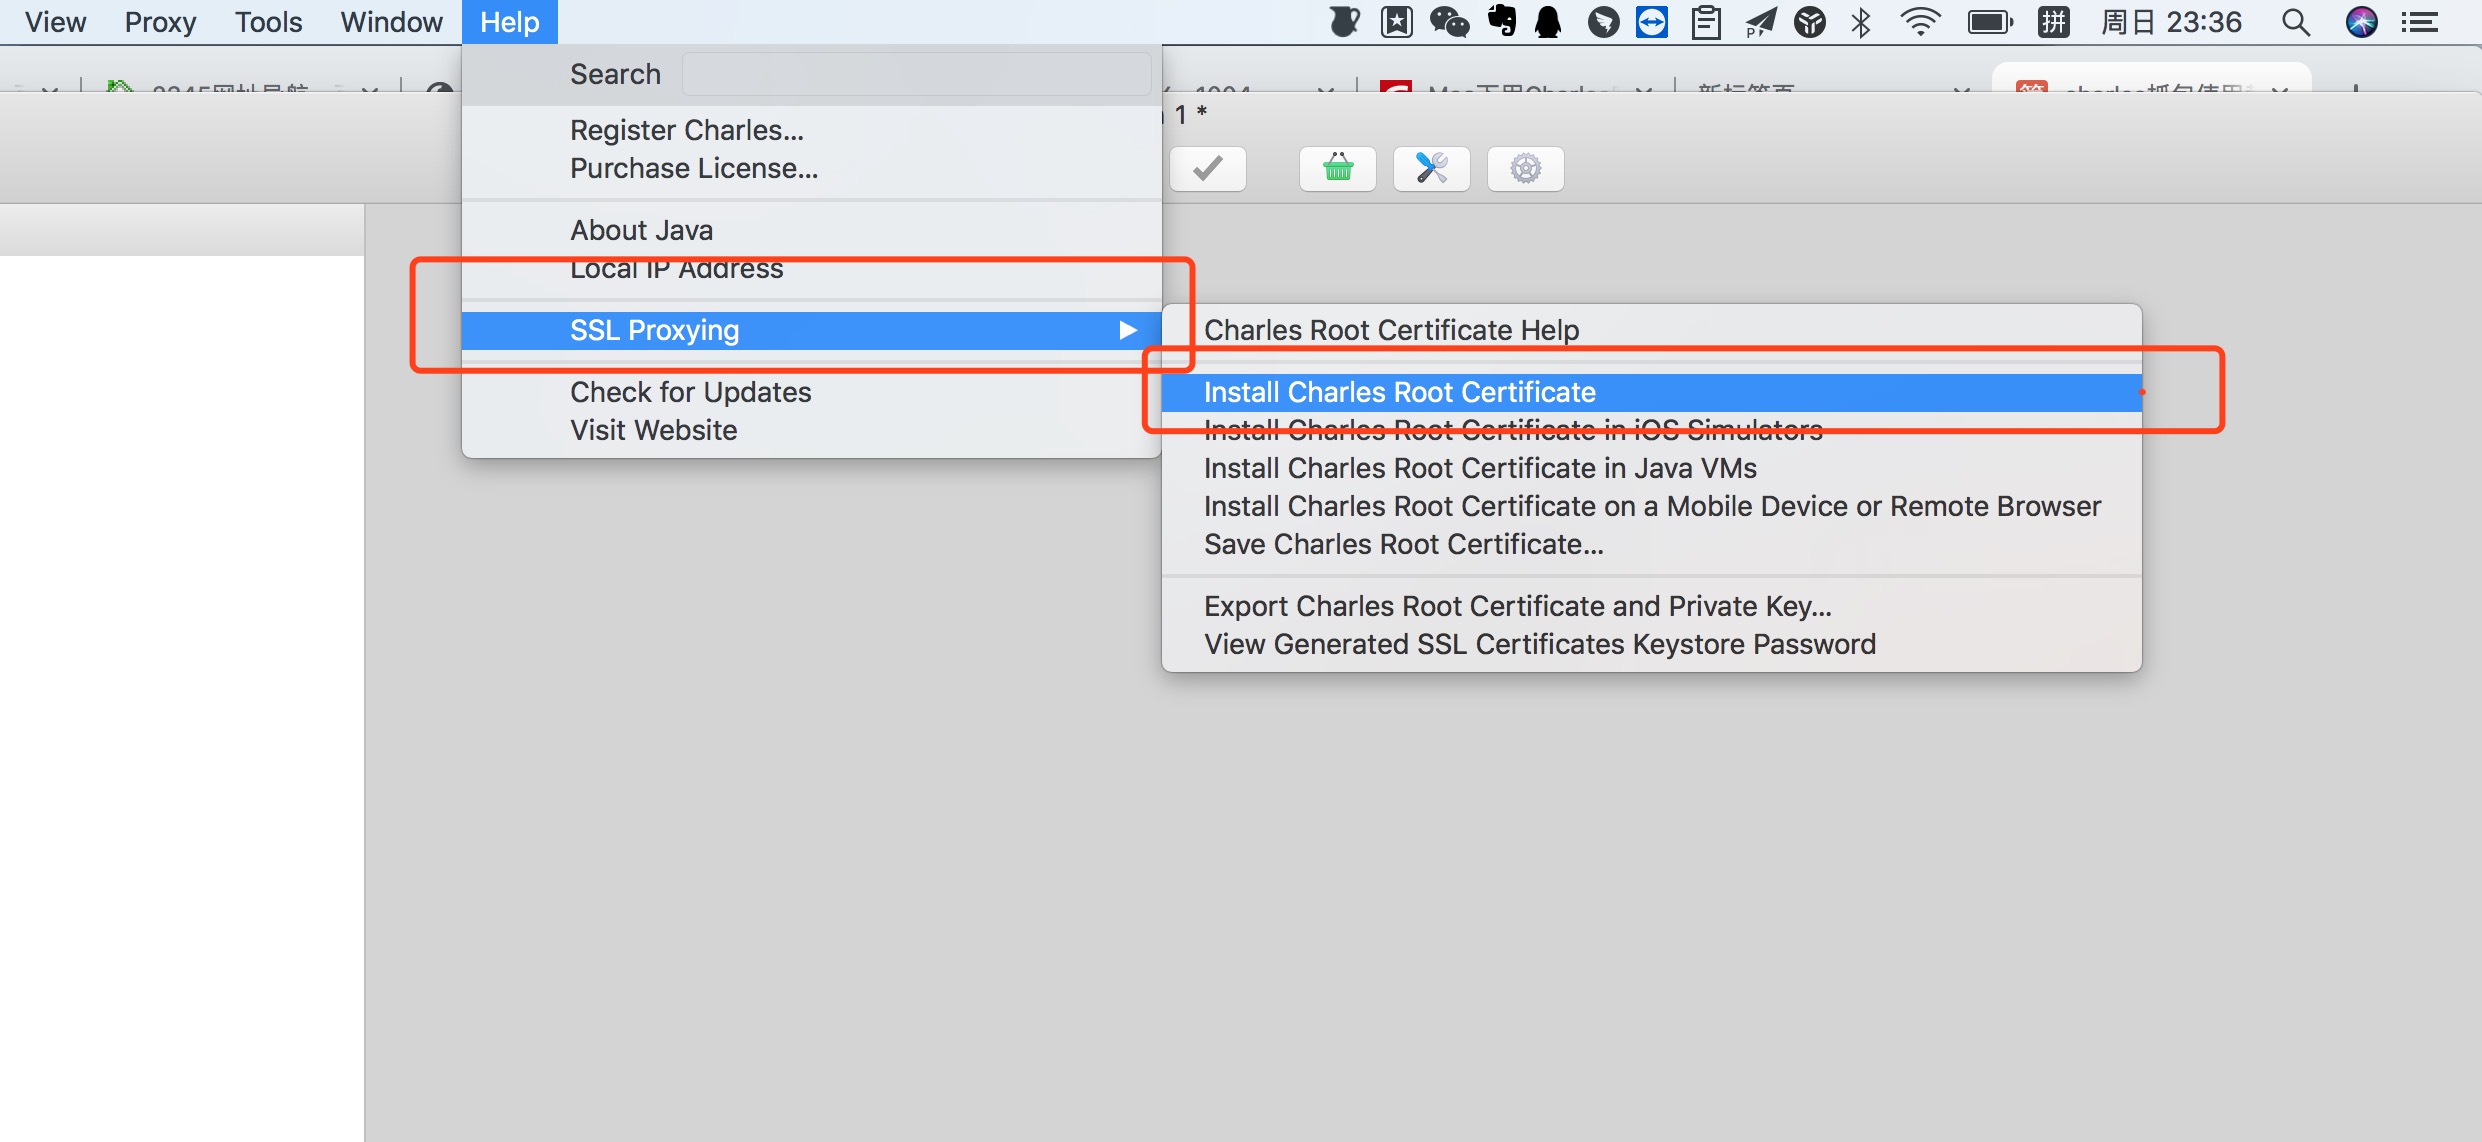 View Proxy Tools Window Help 拼 周日 23:36
Search
1 *
Register Charles...
Purchase License...
About Java
Local IP Address
SSL Proxying
Charles Root Certificate Help
Check for Updates
Install Charles Root Certificate
Visit Website
Install Charles Root Certificate in iOS Simulators
Install Charles Root Certificate in Java VMs
Install Charles Root Certificate on a Mobile Device or Remote Browser
Save Charles Root Certificate...
Export Charles Root Certificate and Private Key...
View Generated SSL Certificates Keystore Password